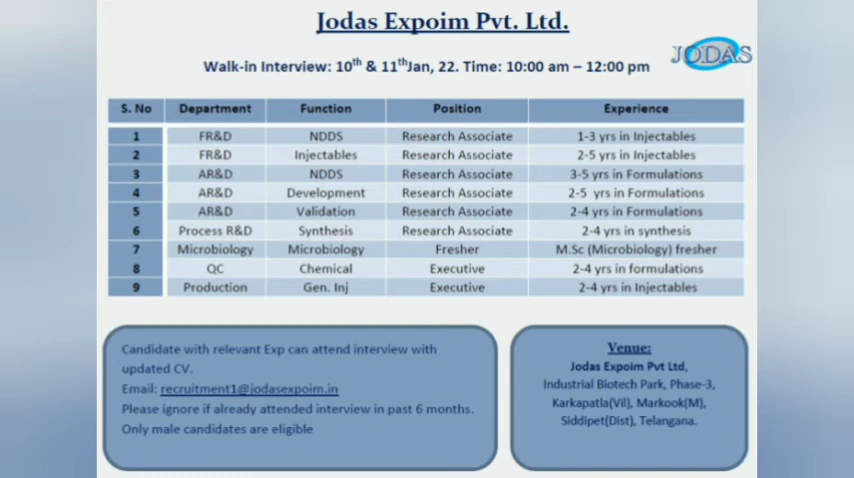 Jodas Expoim Pvt. Ltd.
JODAS
Walk-in Interview: 10th & 11thJan, 22. Time: 10:00 am – 12:00 pm
S. No Department Function Position Experience
1 FR&D NDDS Research Associate 1-3 yrs in Injectables
2 FR&D Injectables Research Associate 2-5 yrs in Injectables
3 AR&D NDDS Research Associate 3-5 yrs in Formulations
4 AR&D Development Research Associate 2-5 yrs in Formulations
5 AR&D Validation Research Associate 2-4 yrs in Formulations
6 Process R&D Synthesis Research Associate 2-4 yrs in synthesis
7 Microbiology Microbiology Fresher M.Sc (Microbiology) fresher
8 QC Chemical Executive 2-4 yrs in formulations
9 Production Gen. Inj Executive 2-4 yrs in Injectables
Candidate with relevant Exp can attend interview with
updated CV.
Email: recruitment1@jodasexpoim.in
Please ignore if already attended interview in past 6 months.
Only male candidates are eligible
Venue:
Jodas Expoim Pvt Ltd,
Industrial Biotech Park, Phase-3,
Karkapatla(Vil), Markook(M),
Siddipet(Dist), Telangana.